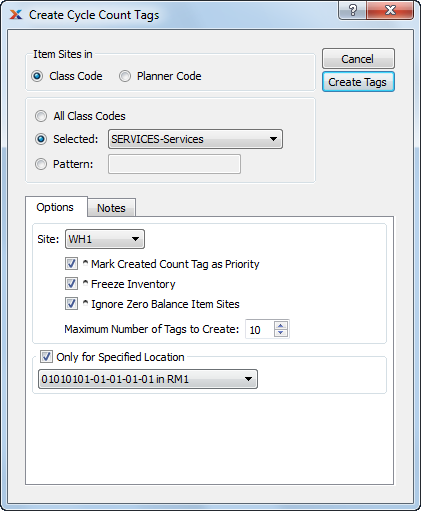 Create Cycle Count Tags
Item Sites in
Class Code
Planner Code
Cancel
Create Tags
All Class Codes
Selected: SERVICES-Services
Pattern:
Options
Notes
Site: WH1
^ Mark Created Count Tag as Priority
^ Freeze Inventory
^ Ignore Zero Balance Item Sites
Maximum Number of Tags to Create: 10
Only for Specified Location
01010101-01-01-01-01 in RM1